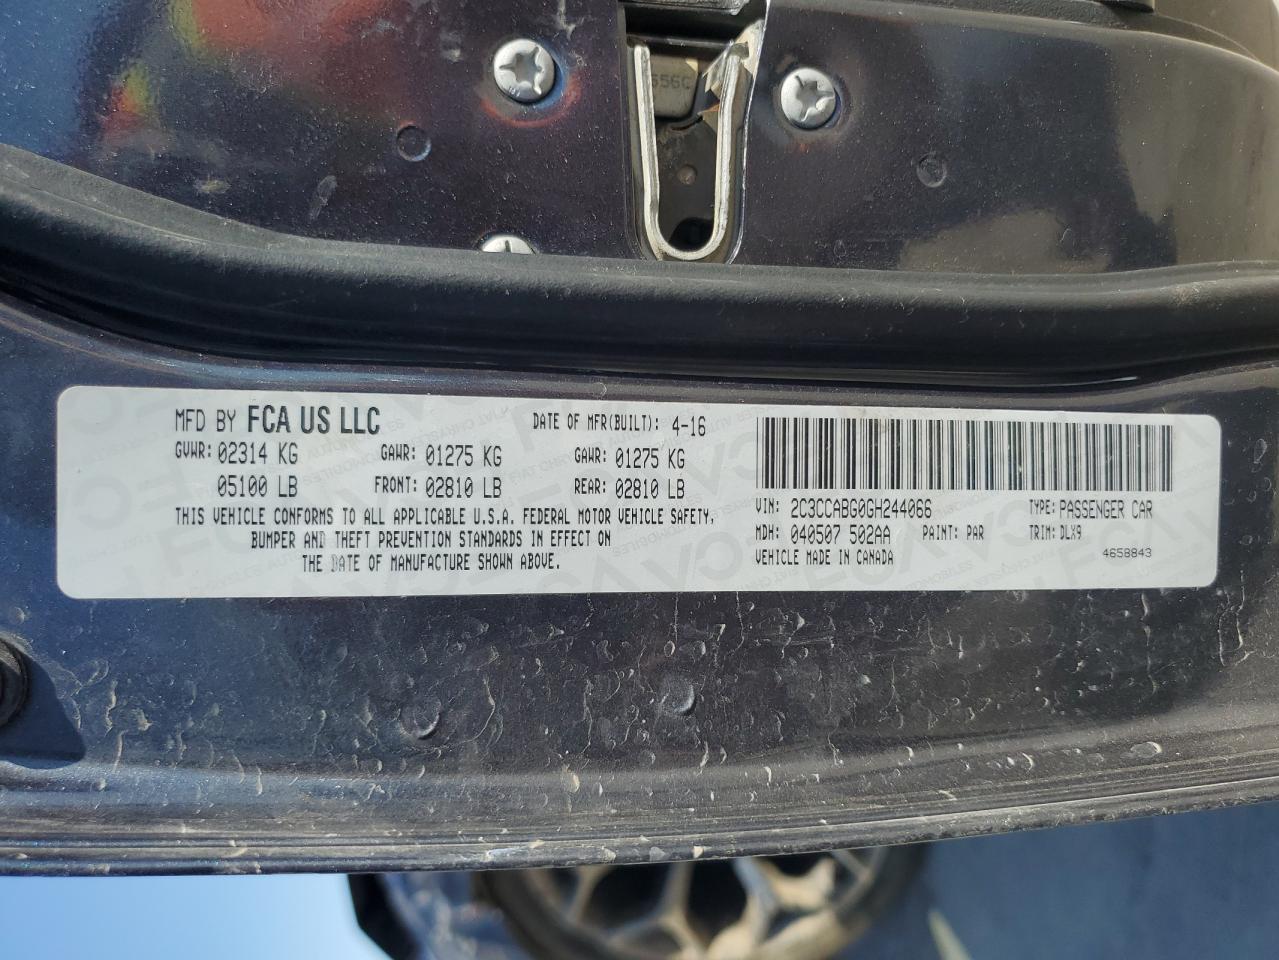 656C
MFD BY FCA US LLC DATE OF MFR(BUILT): 4-16
GVWR: 02314 KG GAWR: 01275 KG GAWR: 01275 KG
05100 LB FRONT: 02810 LB REAR: 02810 LB
THIS VEHICLE CONFORMS TO ALL APPLICABLE U.S.A. FEDERAL MOTOR VEHICLE SAFETY,
BUMPER AND THEFT PREVENTION STANDARDS IN EFFECT ON
THE DATE OF MANUFACTURE SHOWN ABOVE.
VIN: 2C3CCABG0GH244066 TYPE: PASSENGER CAR
MDH: 040507 502AA PAINT: PAR TRIM: DLX9
VEHICLE MADE IN CANADA 4658843